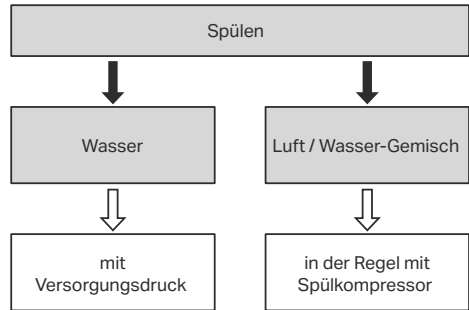 Spülen
Wasser
Luft / Wasser-Gemisch
mit
Versorgungsdruck
in der Regel mit
Spülkompressor